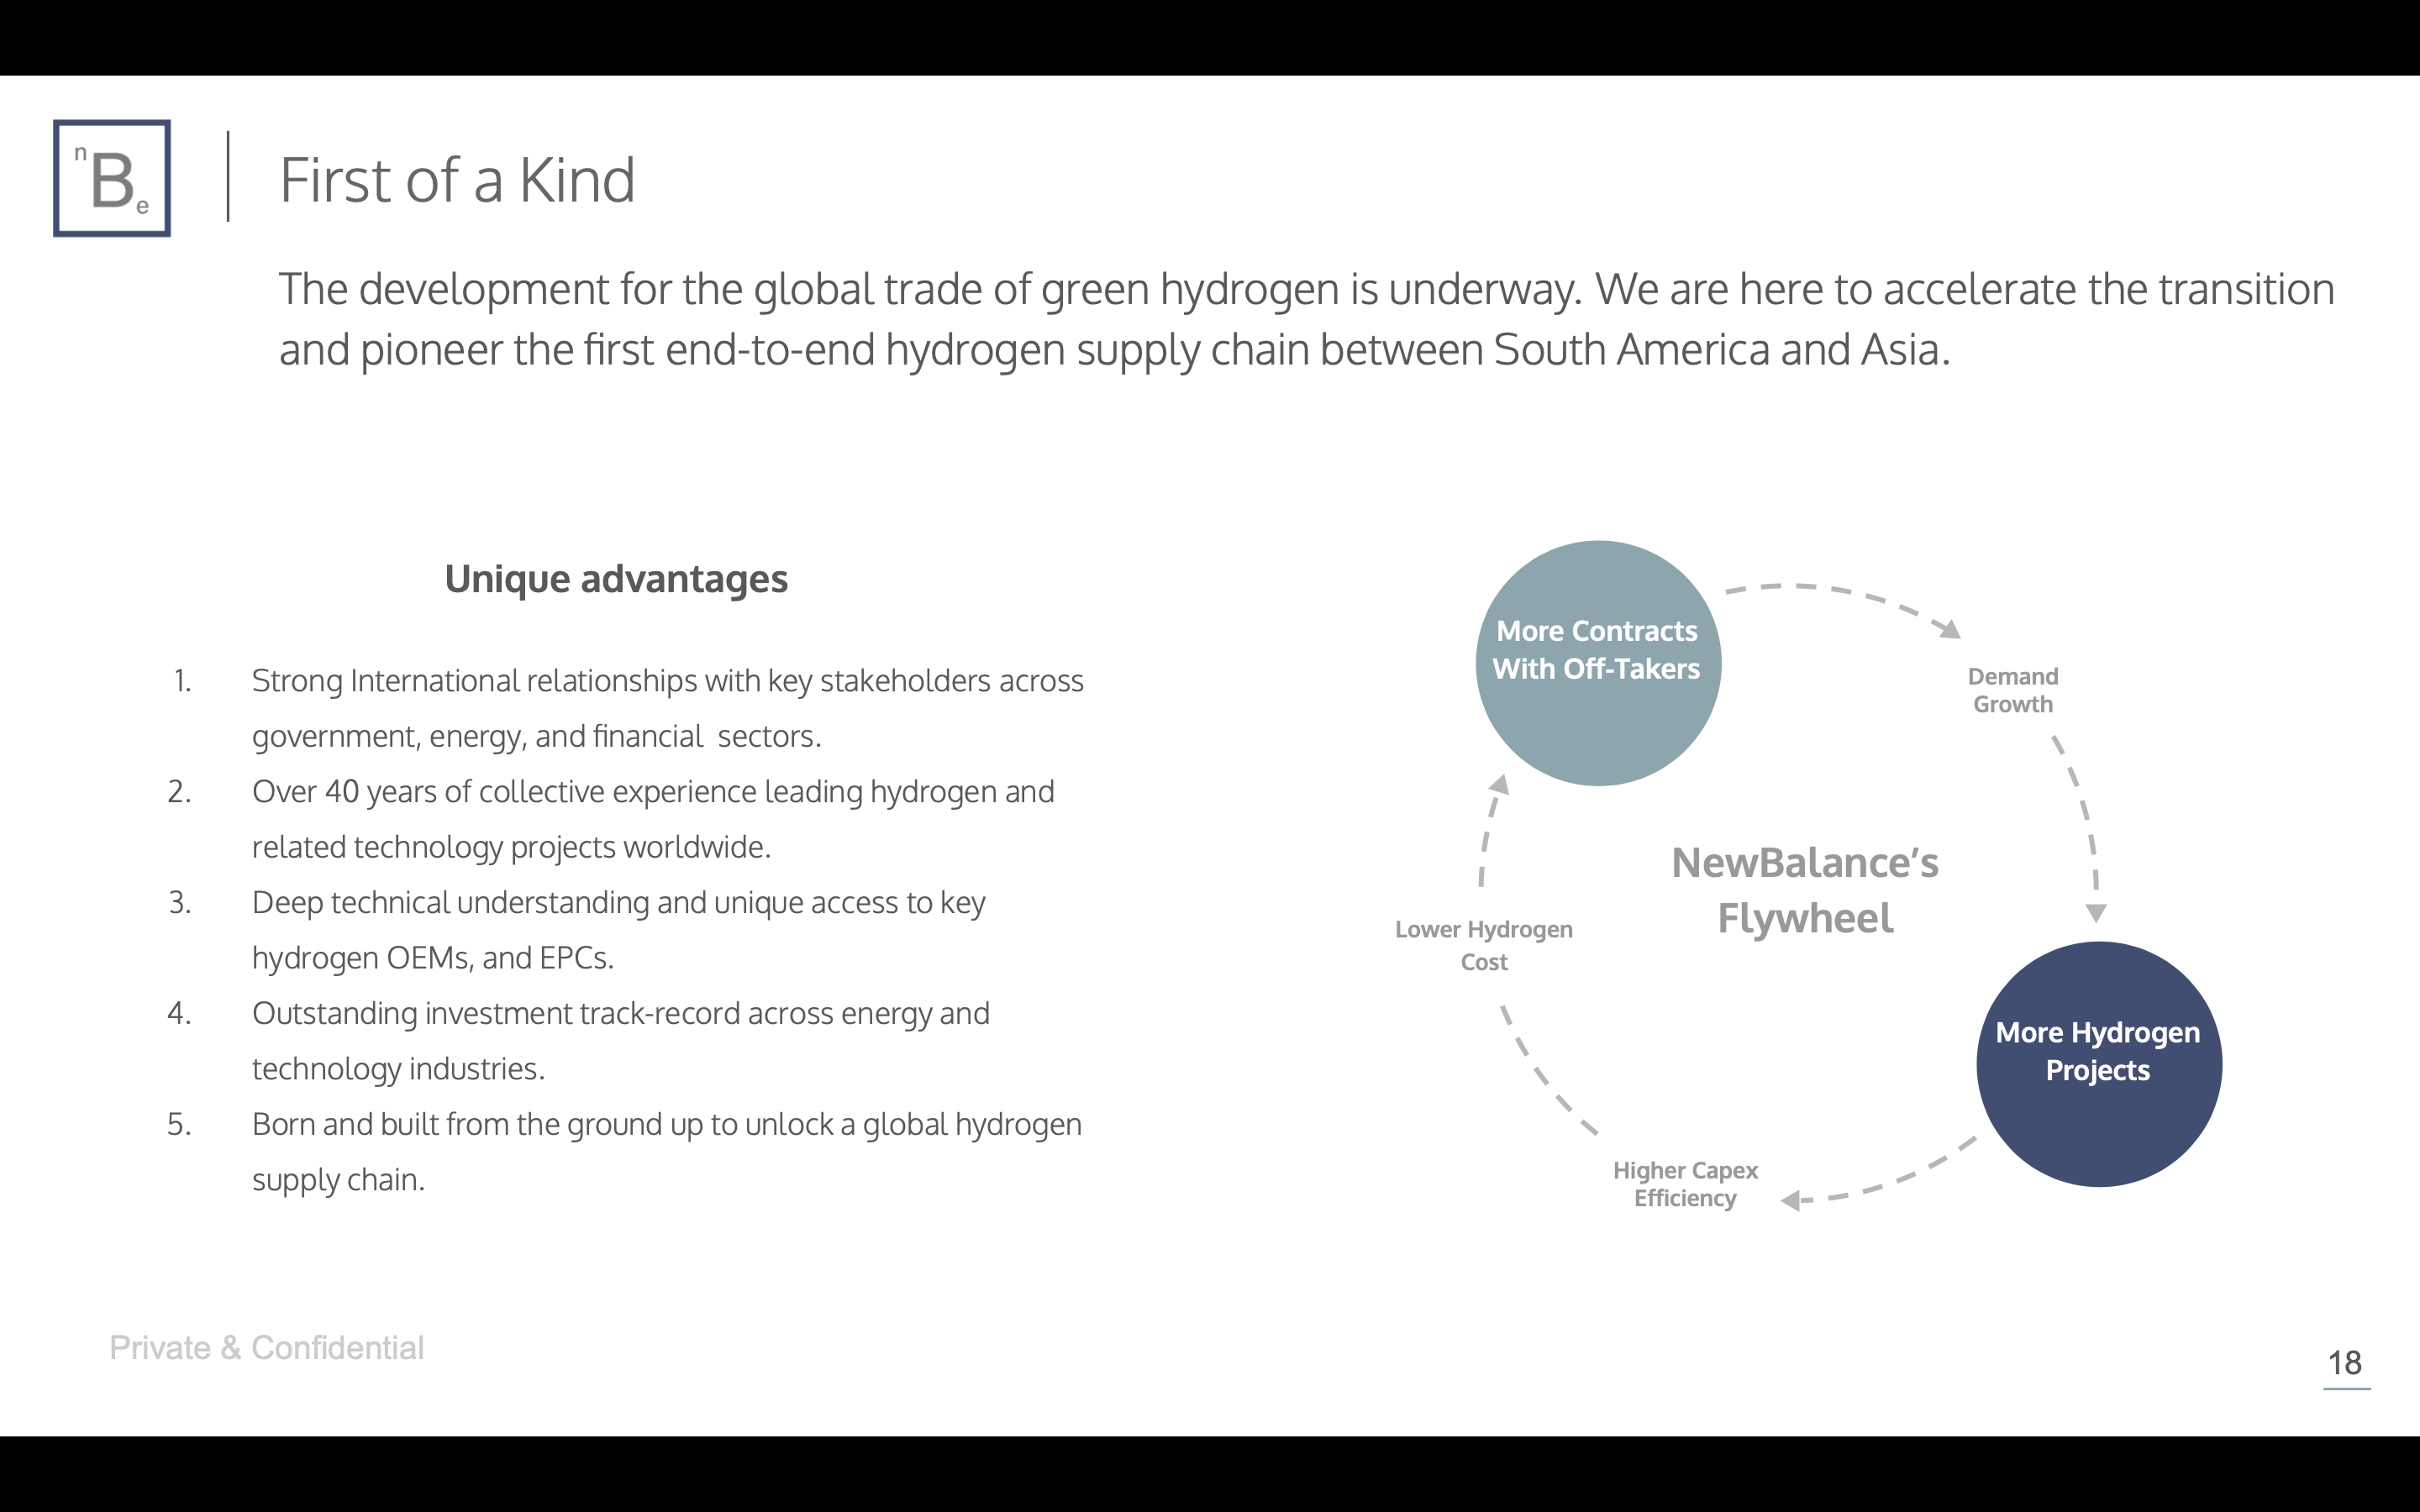 nBe
First of a Kind
The development for the global trade of green hydrogen is underway. We are here to accelerate the transition
and pioneer the first end-to-end hydrogen supply chain between South America and Asia.
Unique advantages
1. Strong International relationships with key stakeholders across
government, energy, and financial  sectors.
2. Over 40 years of collective experience leading hydrogen and
related technology projects worldwide.
3. Deep technical understanding and unique access to key
hydrogen OEMs, and EPCs.
4. Outstanding investment track-record across energy and
technology industries.
5. Born and built from the ground up to unlock a global hydrogen
supply chain.
More Contracts
With Off-Takers
Demand
Growth
NewBalance’s
Flywheel
Lower Hydrogen
Cost
More Hydrogen
Projects
Higher Capex
Efficiency
Private & Confidential
18